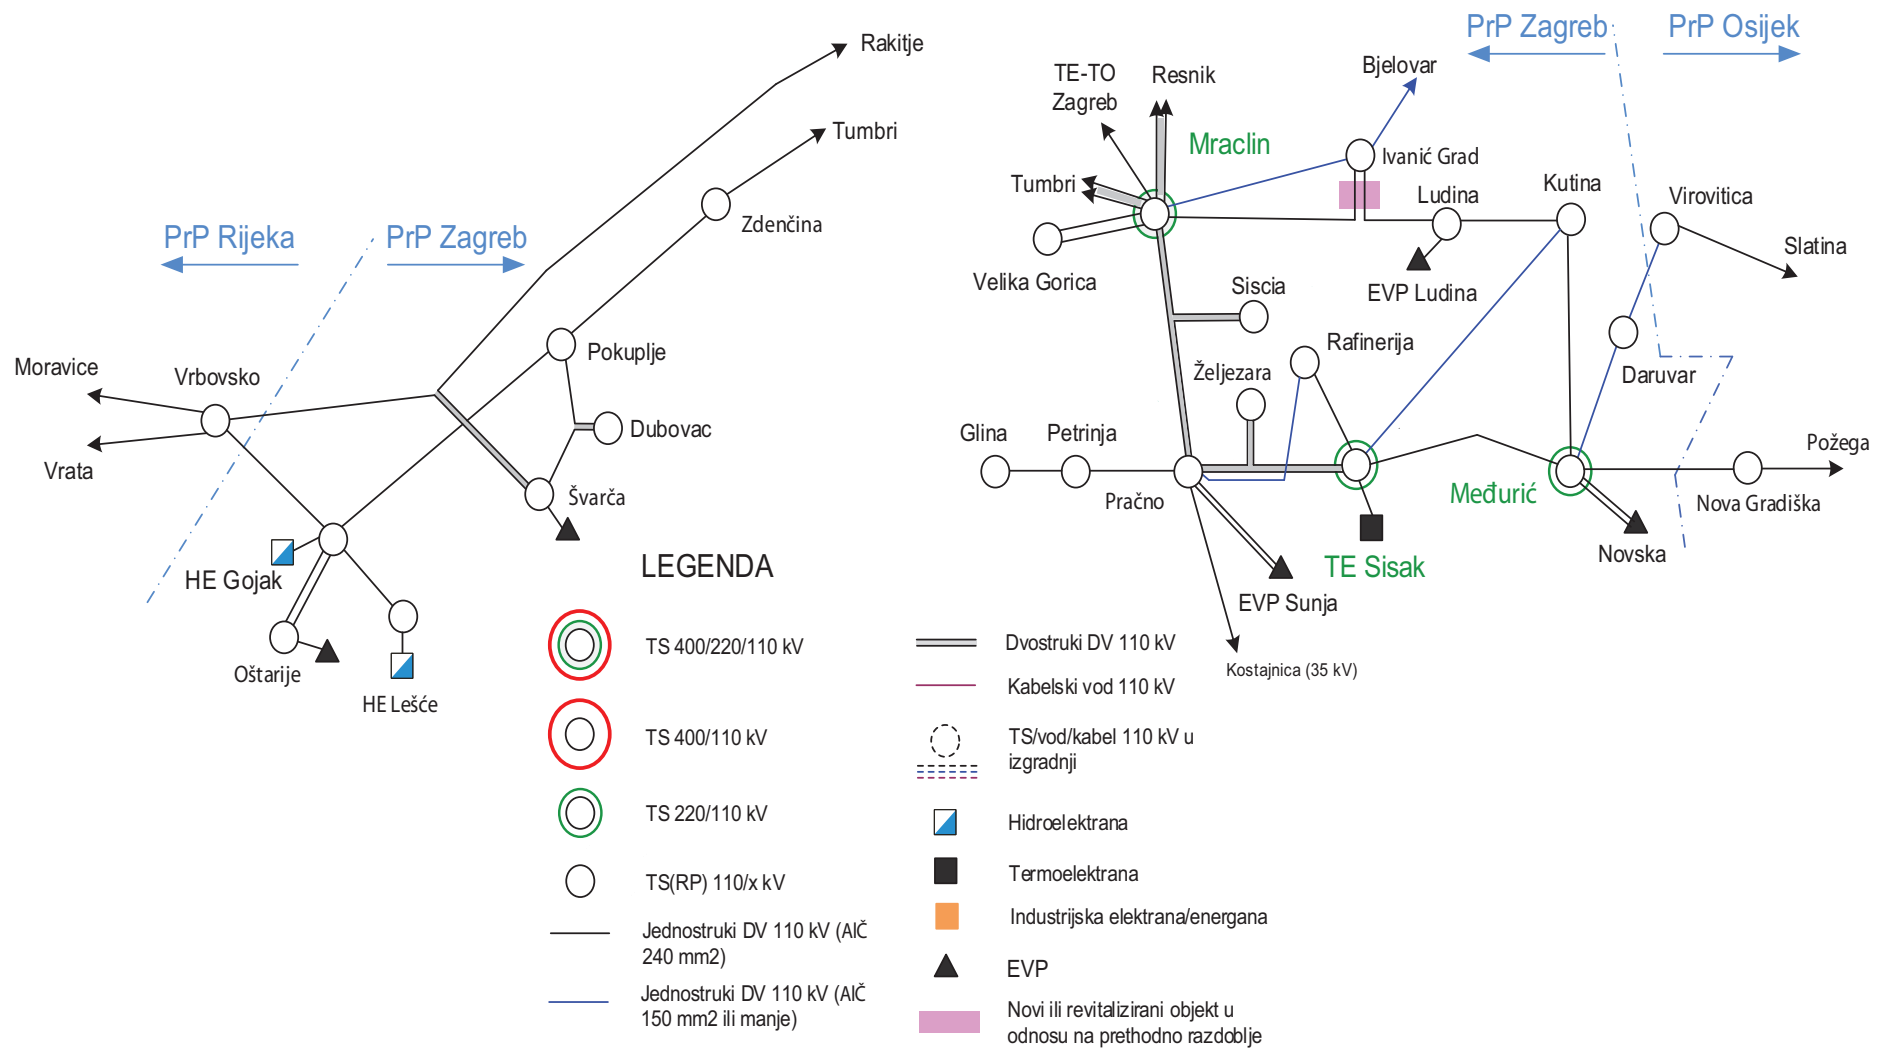 Rakitje
Tumbri
Zdenčina
PrP Rijeka
PrP Zagreb
Moravice
Vrbovsko
Pokuplje
Dubovac
Vrata
Švarča
HE Gojak
Oštarije
HE Lešće
PrP Zagreb
PrP Osijek
TE-TO
Zagreb
Resnik
Bjelovar
Mraclin
Ivanić Grad
Tumbri
Ludina
Kutina
Virovitica
Slatina
Velika Gorica
Siscia
EVP Ludina
Rafinerija
Željezara
Daruvar
Glina
Petrinja
Požega
Pračno
Međurić
Nova Gradiška
Novska
TE Sisak
EVP Sunja
Kostajnica (35 kV)
LEGENDA
TS 400/220/110 kV
TS 400/110 kV
TS 220/110 kV
TS(RP) 110/x kV
Jednostruki DV 110 kV (AlČ
240 mm2)
Jednostruki DV 110 kV (AlČ
150 mm2 ili manje)
Dvostruki DV 110 kV
Kabelski vod 110 kV
TS/vod/kabel 110 kV u
izgradnji
Hidroelektrana
Termoelektrana
Industrijska elektrana/energana
EVP
Novi ili revitalizirani objekt u
odnosu na prethodno razdoblje